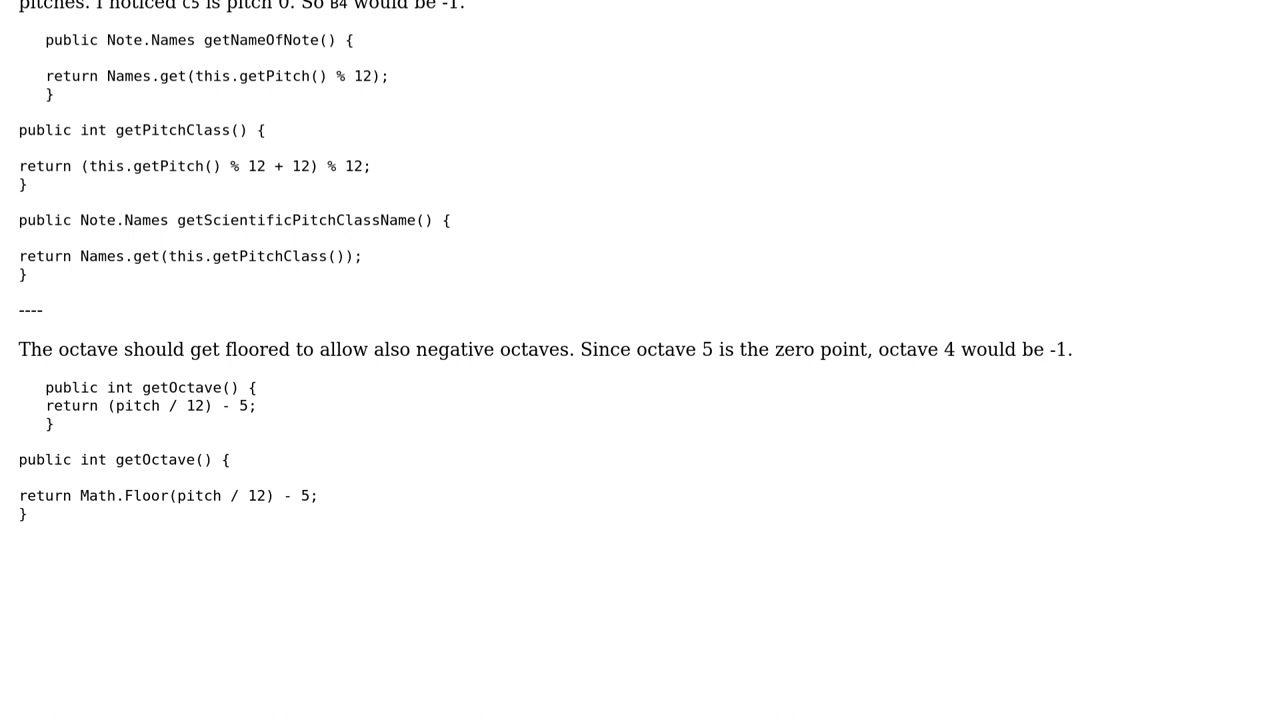 pitches. I noticed C5 is pitch 0. So B4 would be -1.
public Note.Names getNameOfNote() {
return Names.get(this.getPitch() % 12);
}
public int getPitchClass() {
return (this.getPitch() % 12 + 12) % 12;
}
public Note.Names getScientificPitchClassName() {
return Names.get(this.getPitchClass());
}
----
The octave should get floored to allow also negative octaves. Since octave 5 is the zero point, octave 4 would be -1.
public int getOctave() {
return (pitch / 12) - 5;
}
public int getOctave() {
return Math.Floor(pitch / 12) - 5;
}